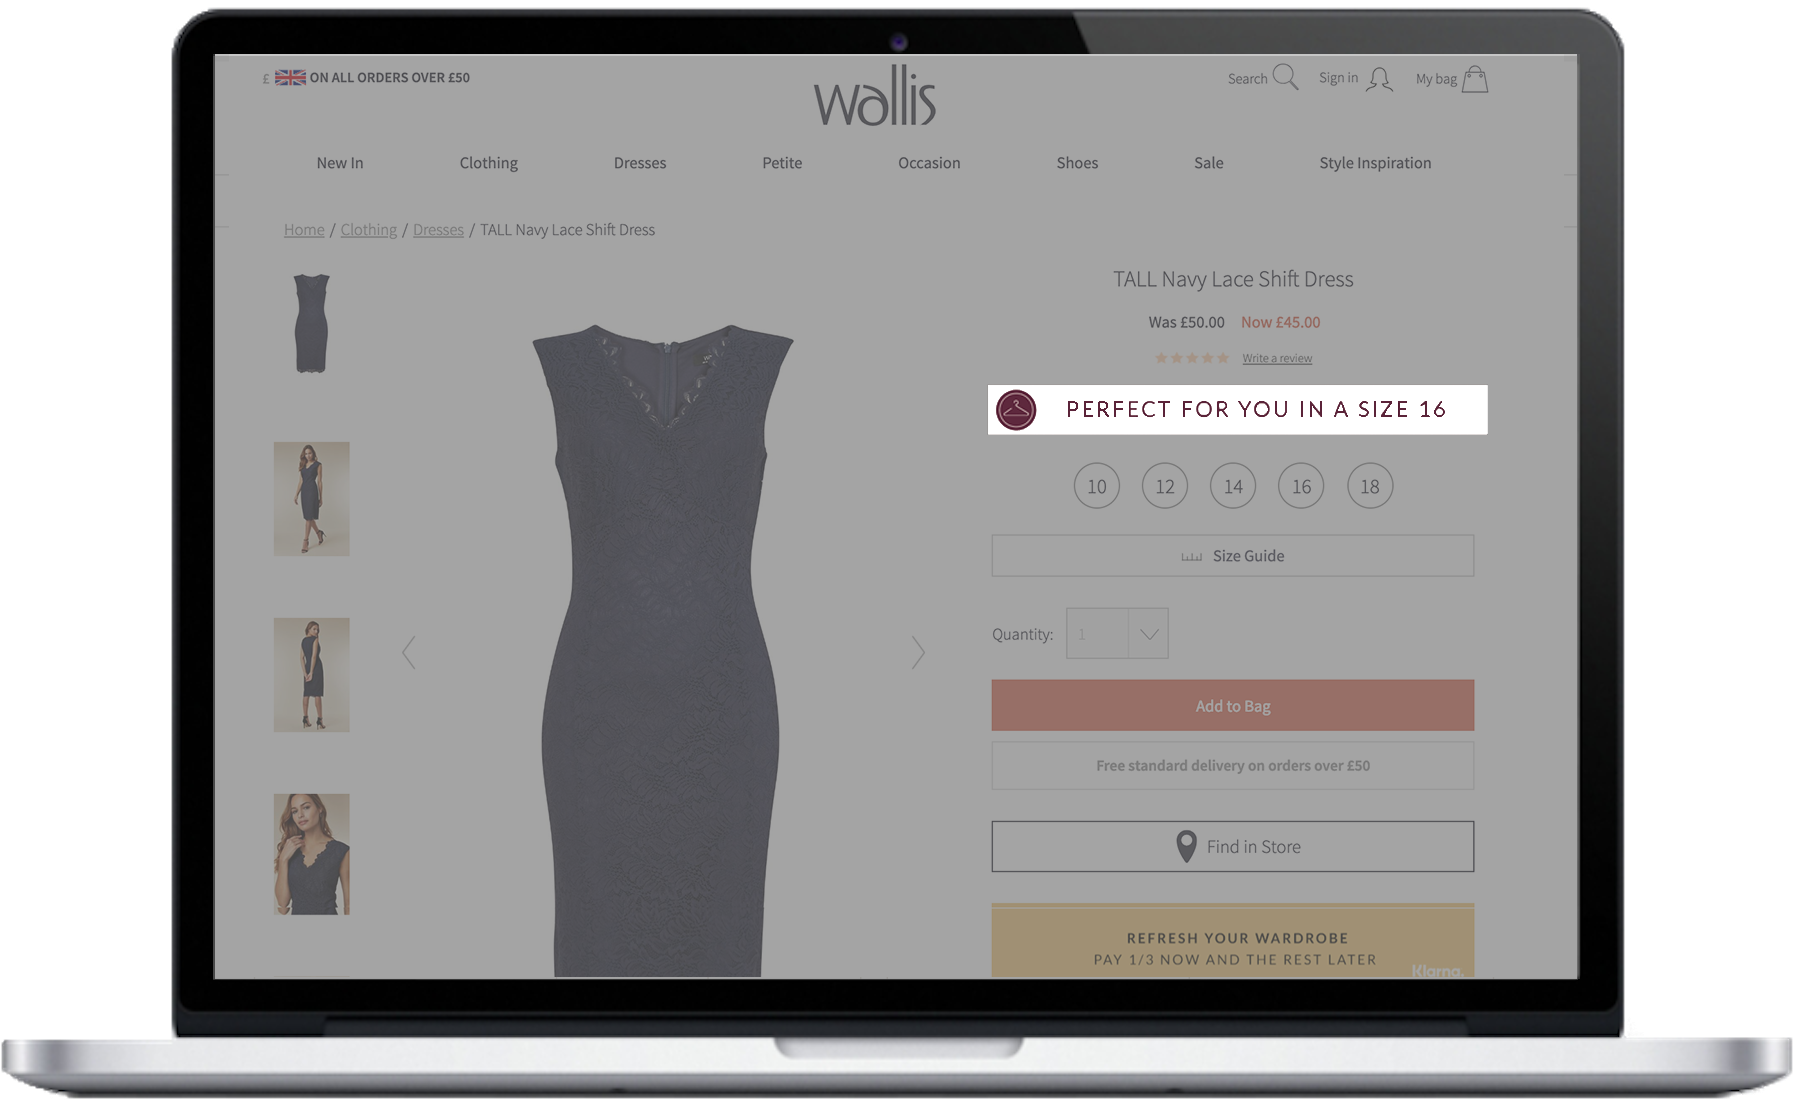 £ ON ALL ORDERS OVER £50
wallis
Search
Sign in
My bag
New In
Clothing
Dresses
Petite
Occasion
Shoes
Sale
Style Inspiration
Home / Clothing / Dresses / TALL Navy Lace Shift Dress
TALL Navy Lace Shift Dress
Was £50.00 Now £45.00
Write a review
PERFECT FOR YOU IN A SIZE 16
10 12 14 16 18
Size Guide
Quantity: 1
Add to Bag
Free standard delivery on orders over £50
Find in Store
REFRESH YOUR WARDROBE
PAY 1/3 NOW AND THE REST LATER
Klarna.